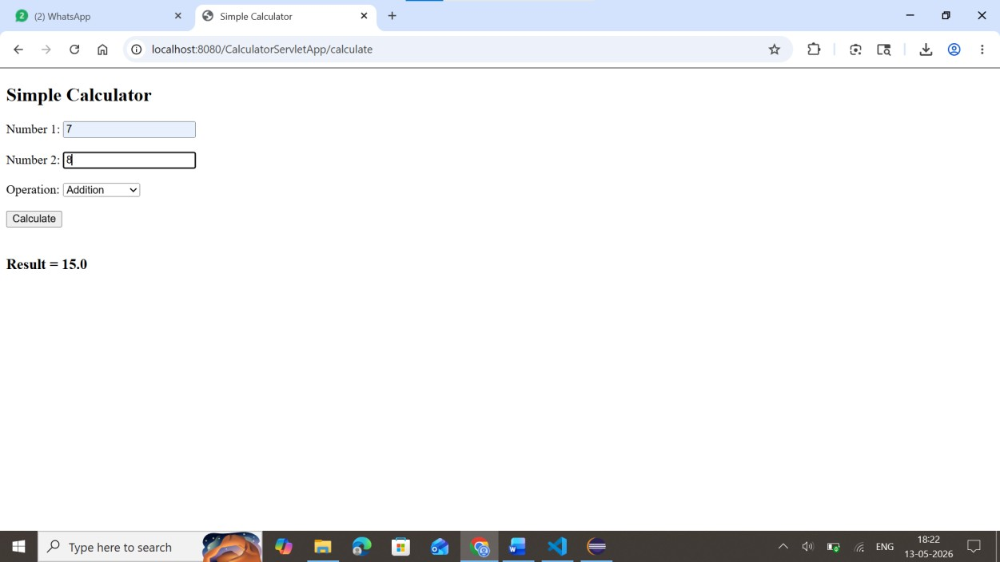 (2) WhatsApp
Simple Calculator
localhost:8080/CalculatorServletApp/calculate
Simple Calculator
Number 1: 7
Number 2: 8
Operation: Addition
Calculate
Result = 15.0
Type here to search
ENG
18:22
13-05-2026